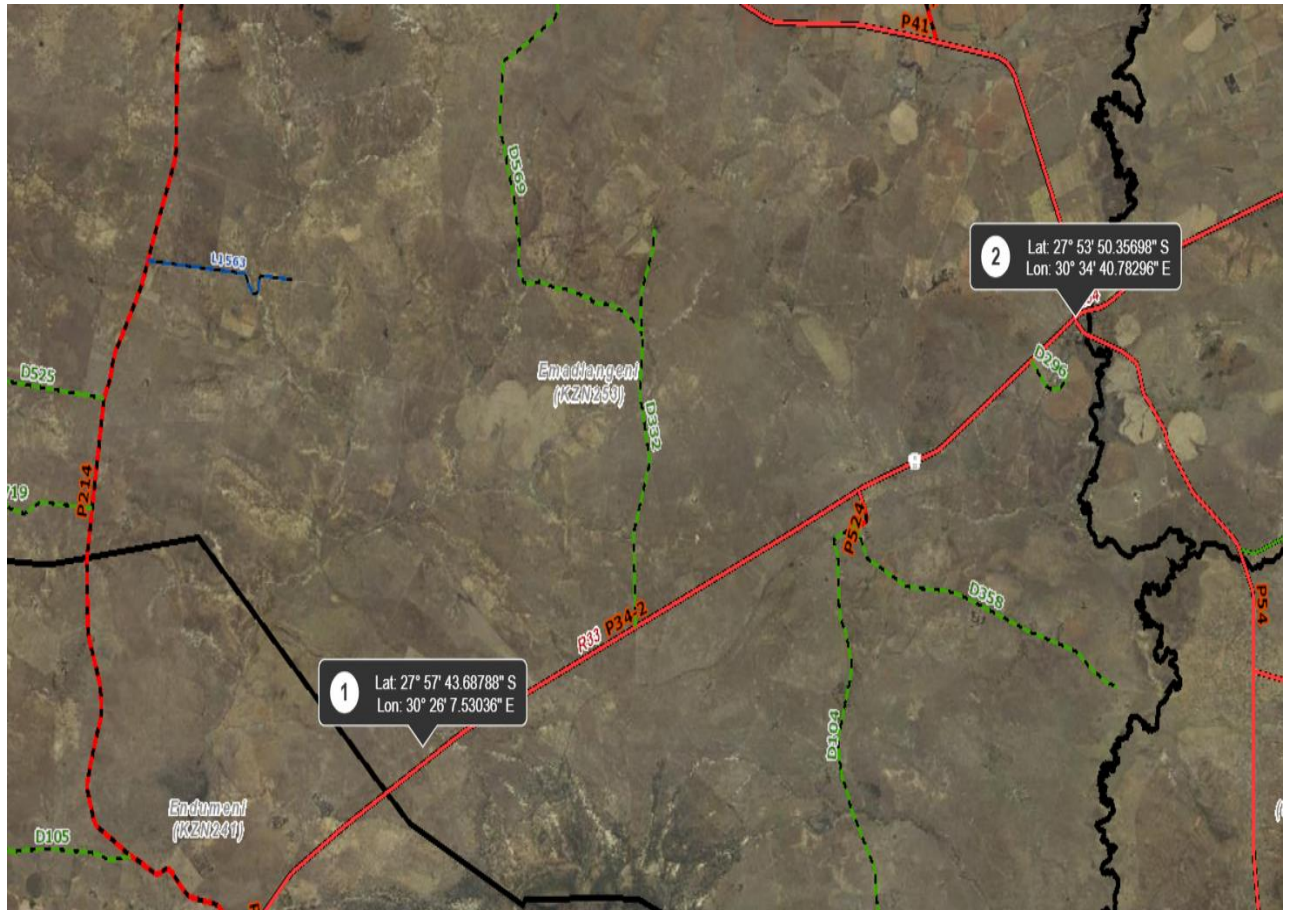 P41
D569
2
Lat: 27° 53' 50.35698" S
Lon: 30° 34' 40.78296" E
L1563
D296
D525
Emadlangeni
(KZN253)
D332
P214
P524
D358
P34-2
R33
P54
1
Lat: 27° 57' 43.68788" S
Lon: 30° 26' 7.53036" E
Endumeni
(KZN241)
D105